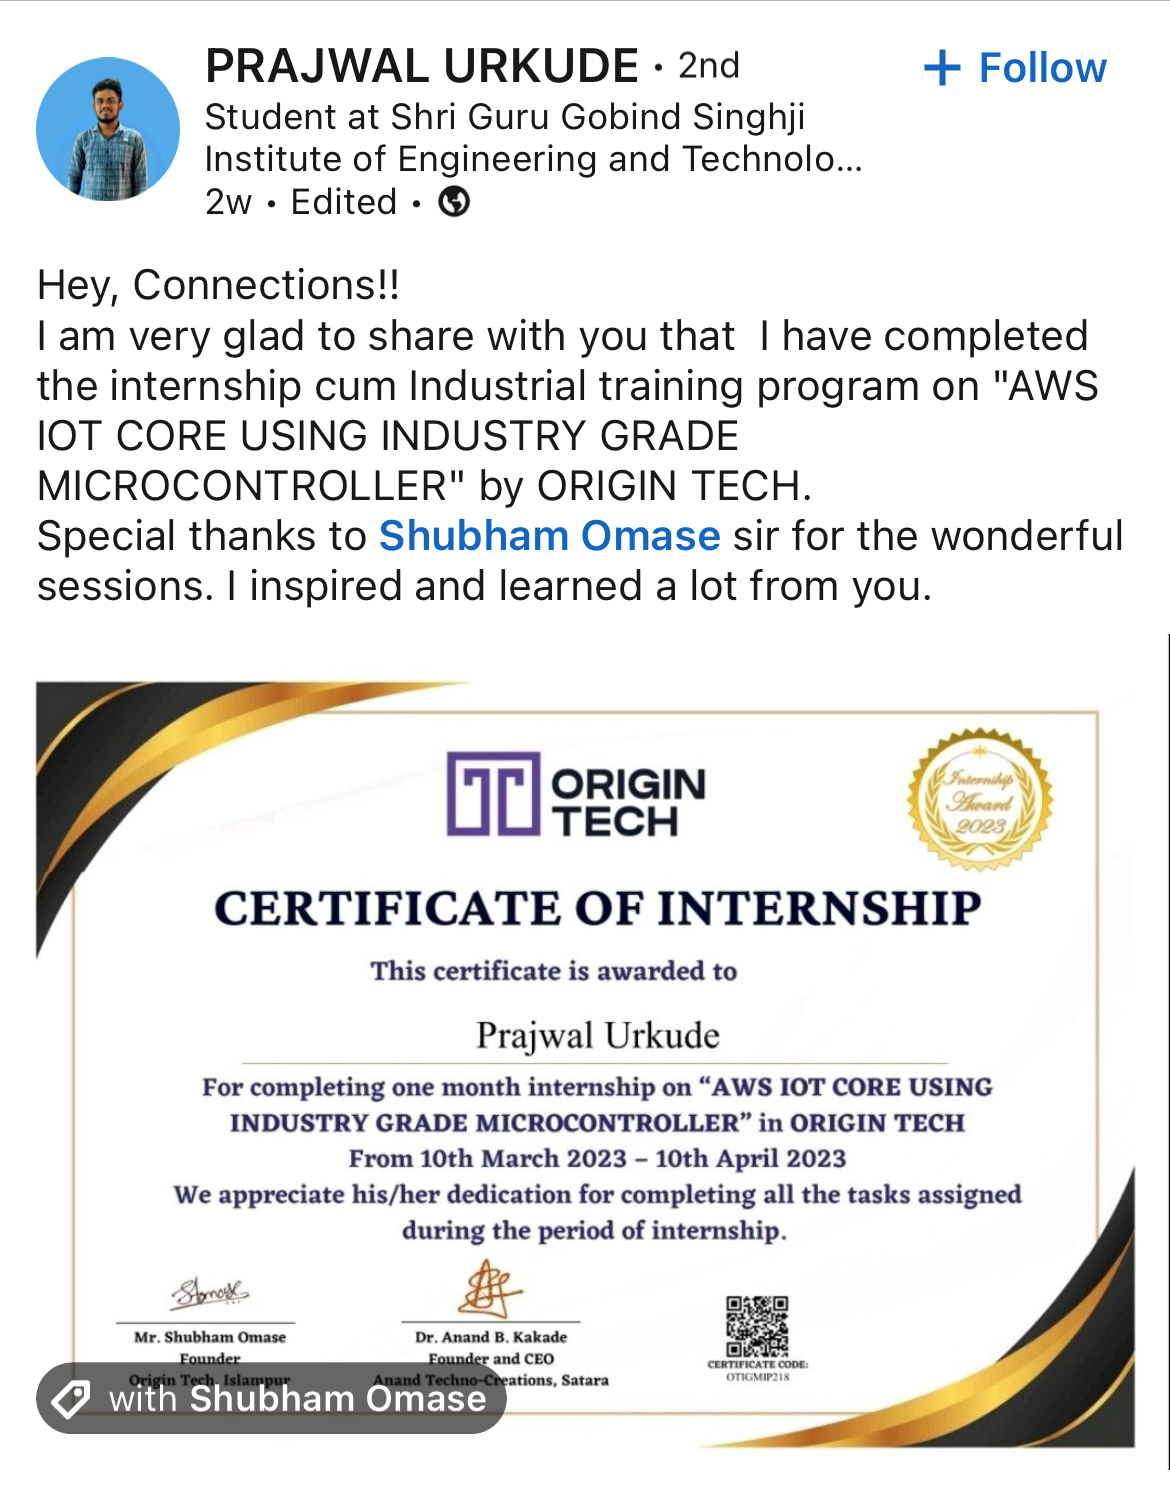 PRAJWAL URKUDE · 2nd
+ Follow
Student at Shri Guru Gobind Singhji
Institute of Engineering and Technolo...
2w • Edited •
Hey, Connections!!
I am very glad to share with you that  I have completed
the internship cum Industrial training program on "AWS
IOT CORE USING INDUSTRY GRADE
MICROCONTROLLER" by ORIGIN TECH.
Special thanks to Shubham Omase sir for the wonderful
sessions. I inspired and learned a lot from you.
ORIGIN
TECH
Internship
Award
2023
CERTIFICATE OF INTERNSHIP
This certificate is awarded to
Prajwal Urkude
For completing one month internship on “AWS IOT CORE USING
INDUSTRY GRADE MICROCONTROLLER” in ORIGIN TECH
From 10th March 2023 – 10th April 2023
We appreciate his/her dedication for completing all the tasks assigned
during the period of internship.
Mr. Shubham Omase
Founder
Origin Tech, Islampur
Dr. Anand B. Kakade
Founder and CEO
Anand Techno-Creations, Satara
CERTIFICATE CODE:
OTIGMIP218
with Shubham Omase